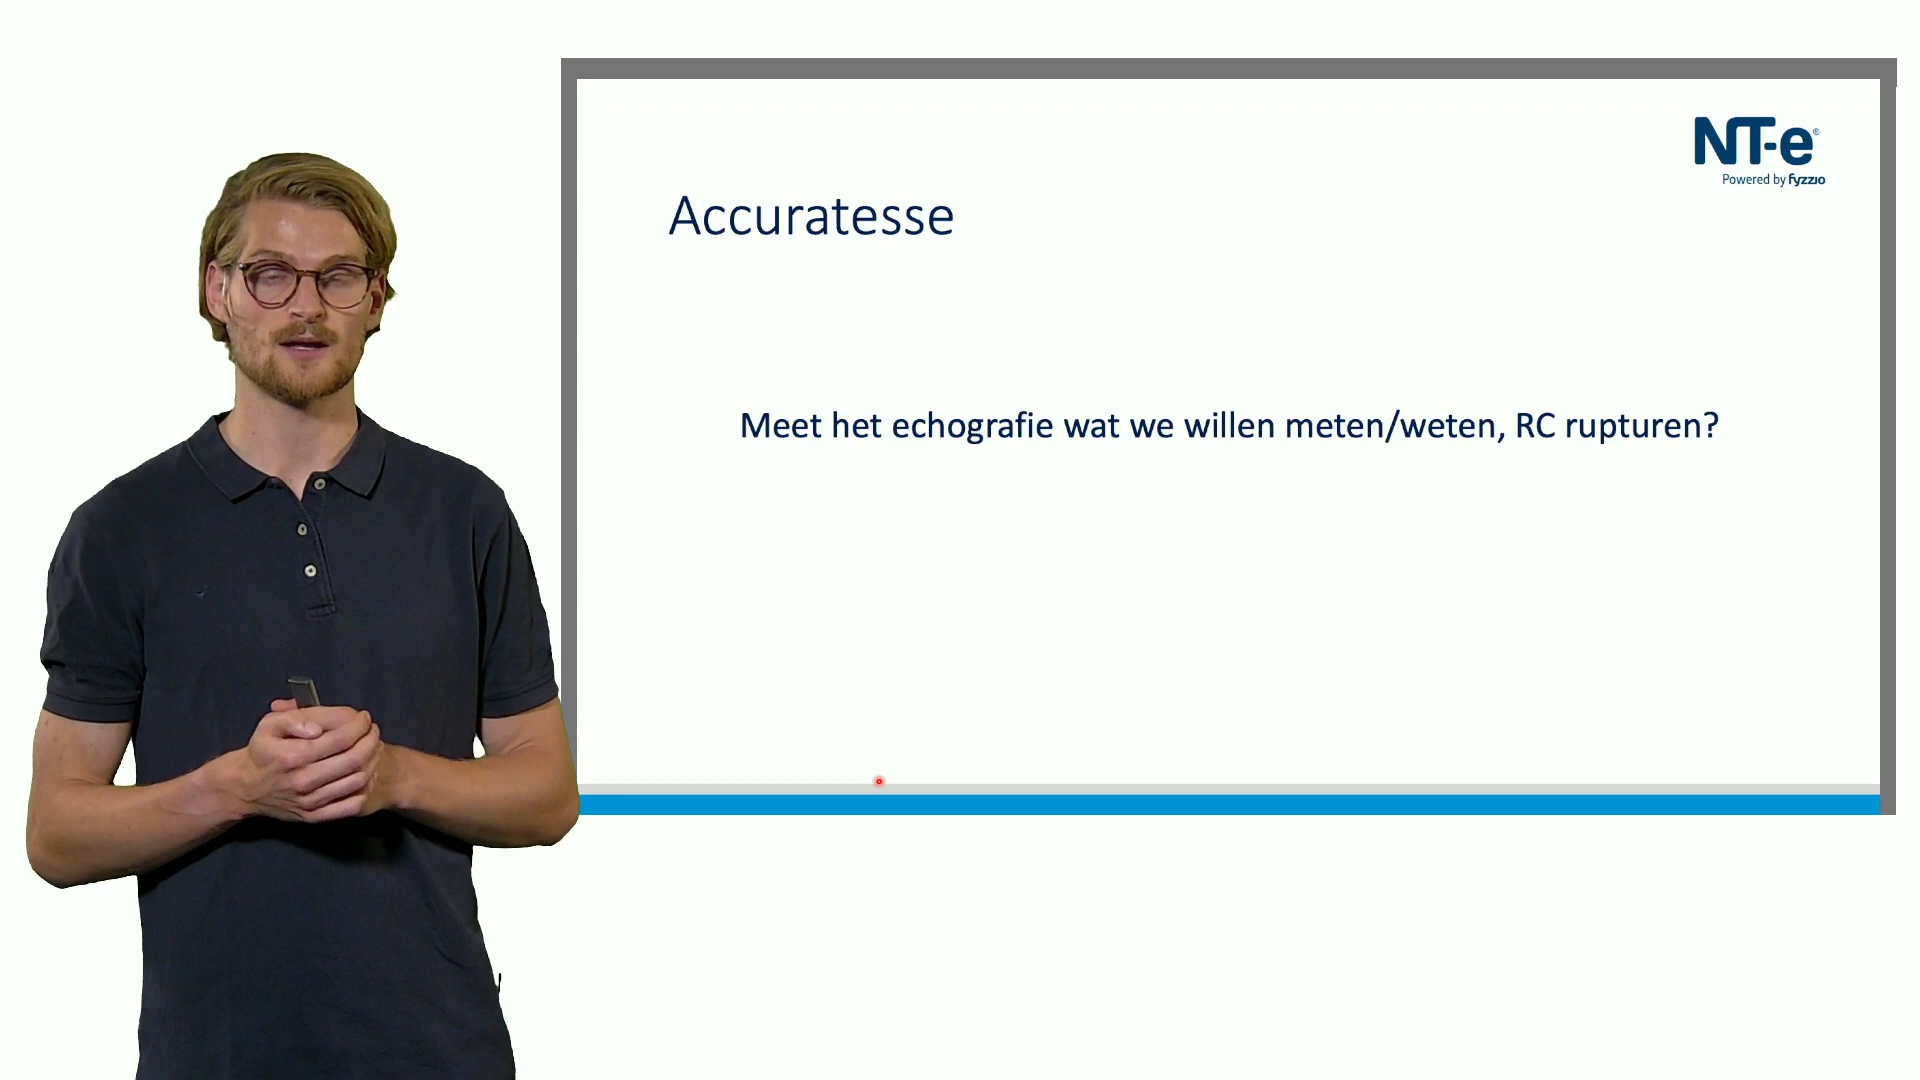 NT-e®
Powered by fyzzio
Accuratesse
Meet het echografie wat we willen meten/weten, RC rupturen?